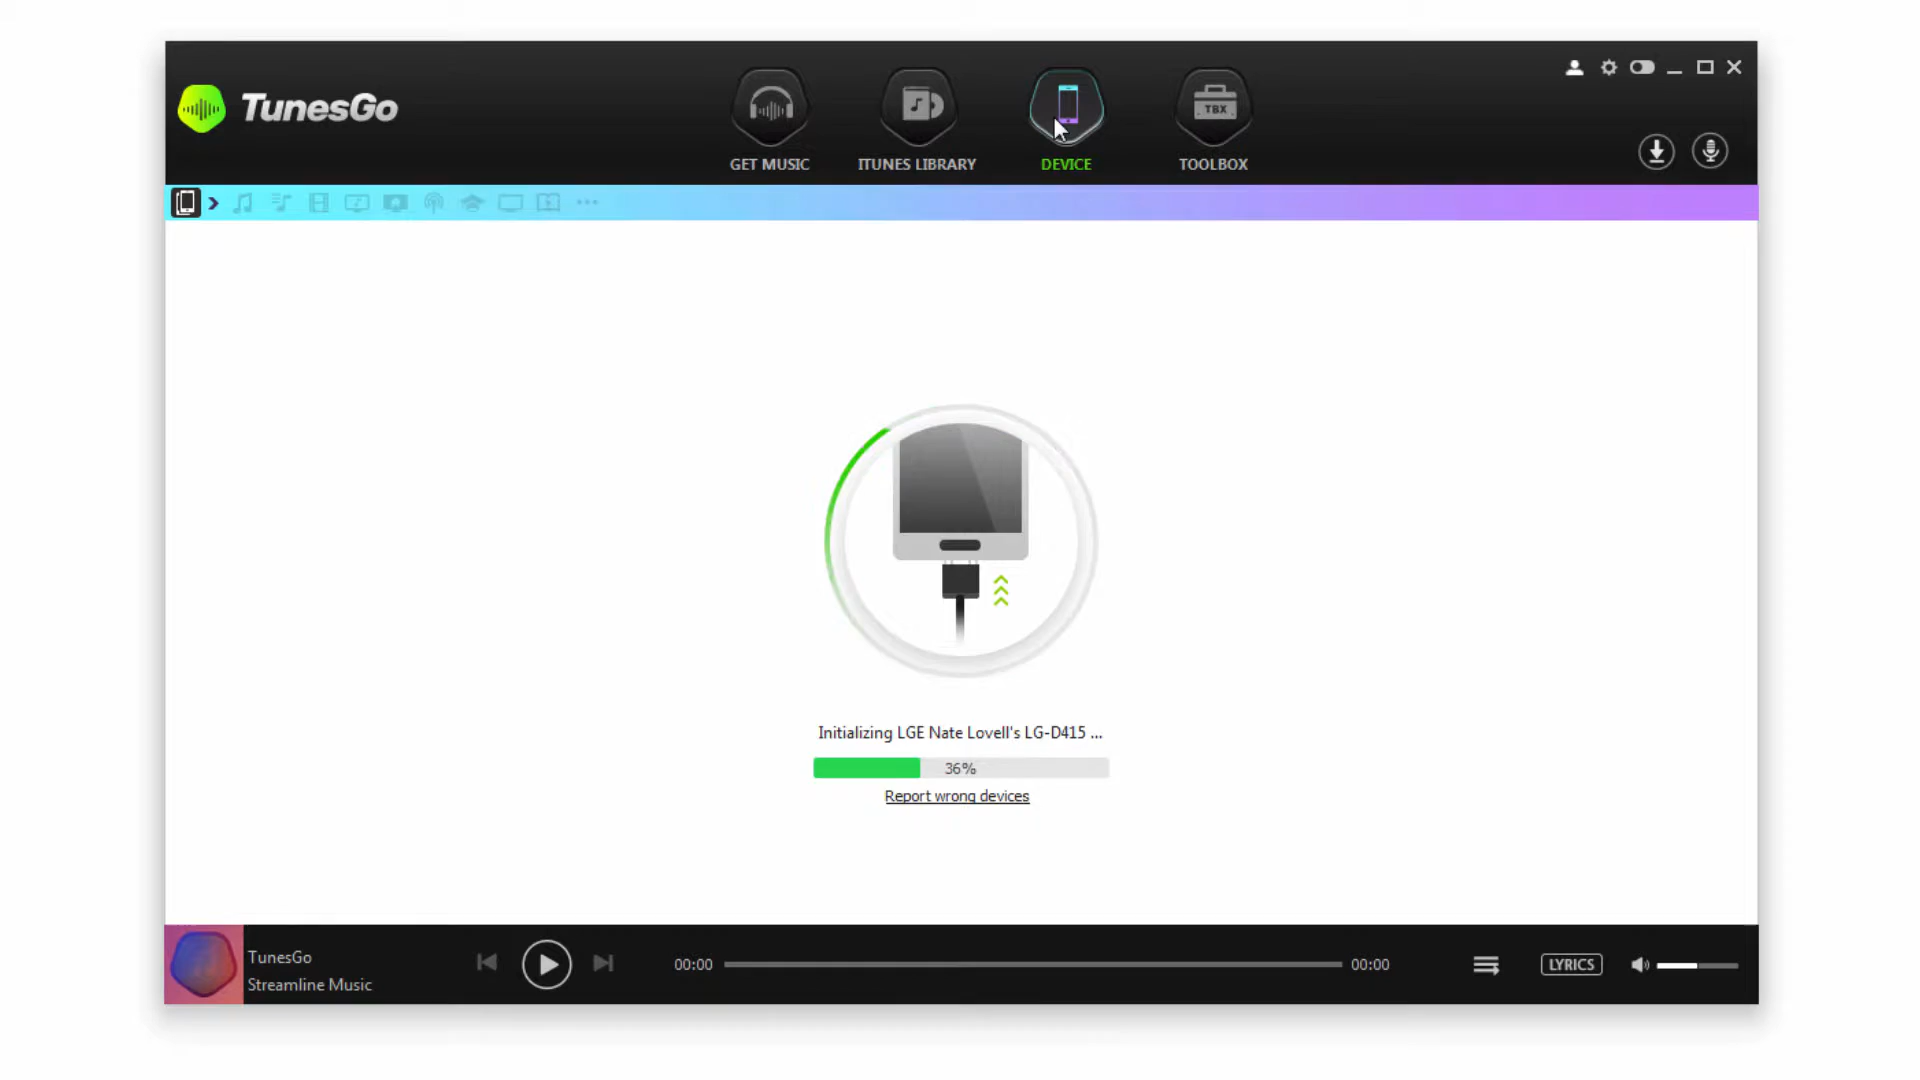 TunesGo
GET MUSIC
ITUNES LIBRARY
DEVICE
TBX
TOOLBOX
Initializing LGE Nate Lovell's LG-D415 ...
36%
Report wrong devices
TunesGo
Streamline Music
00:00
00:00
LYRICS